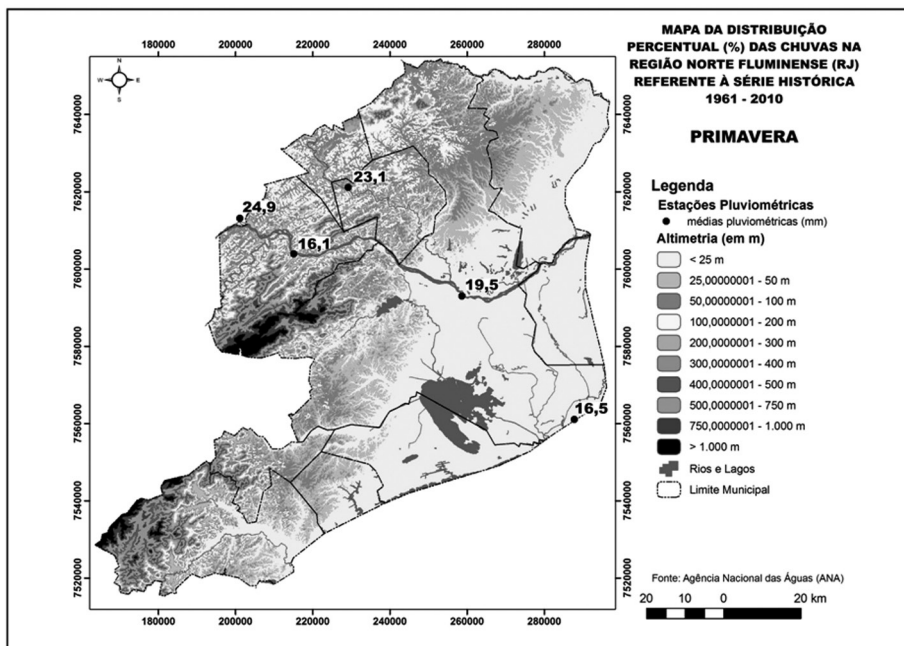 MAPA DA DISTRIBUIÇÃO
PERCENTUAL (%) DAS CHUVAS NA
REGIÃO NORTE FLUMINENSE (RJ)
REFERENTE À SÉRIE HISTÓRICA
1961 - 2010
PRIMAVERA
180000 200000 220000 240000 260000 280000
N
W E
S
7640000 7640000
7620000 7620000
7600000 7600000
7580000 7580000
7560000 7560000
7540000 7540000
7520000 7520000
23,1
24,9
16,1
19,5
16,5
180000 200000 220000 240000 260000 280000
Legenda
Estações Pluviométricas
médias pluviométricas (mm)
Altimetria (em m)
< 25 m
25,00000001 - 50 m
50,00000001 - 100 m
100,0000001 - 200 m
200,0000001 - 300 m
300,0000001 - 400 m
400,0000001 - 500 m
500,0000001 - 750 m
750,0000001 - 1.000 m
> 1.000 m
Rios e Lagos
Limite Municipal
Fonte: Agência Nacional das Águas (ANA)
20 10 0 20 km